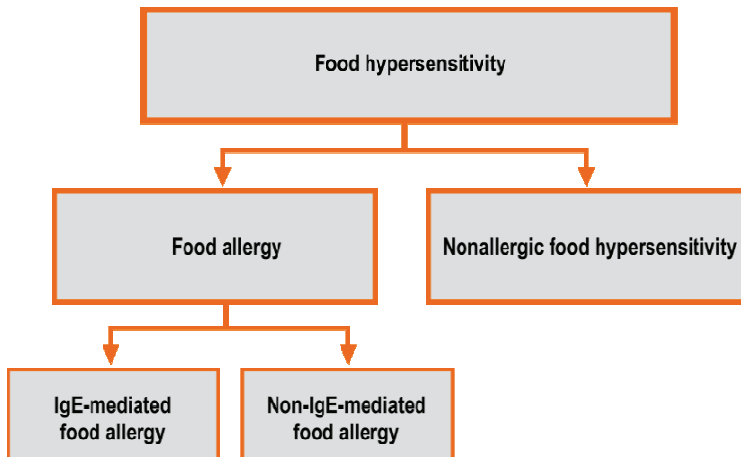 Food hypersensitivity
Food allergy
Nonallergic food hypersensitivity
IgE-mediated
food allergy
Non-IgE-mediated
food allergy